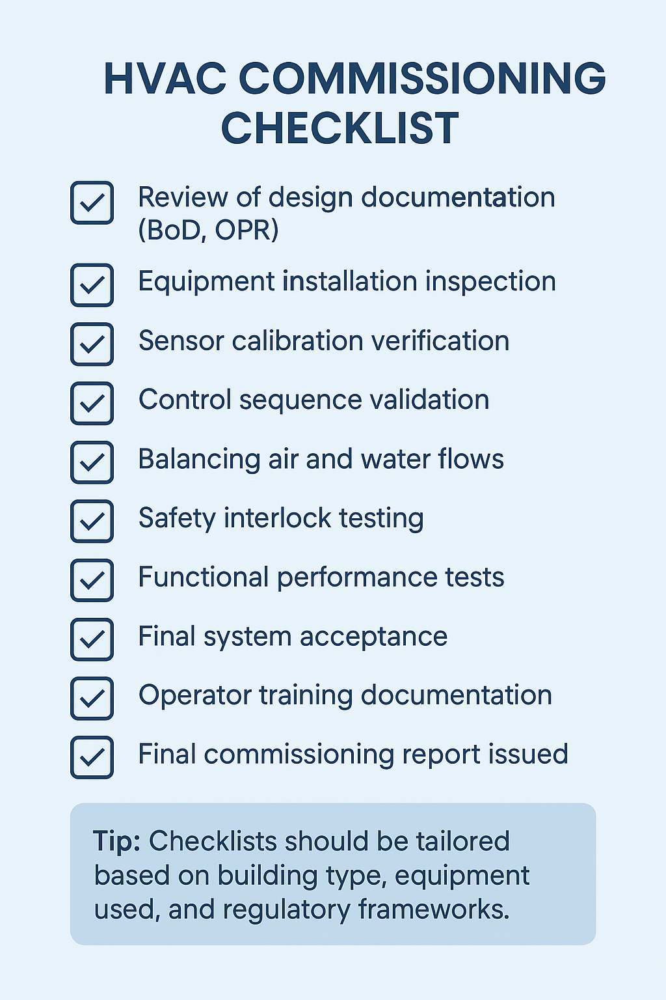 HVAC COMMISSIONING
CHECKLIST
Review of design documentation
(BoD, OPR)
Equipment installation inspection
Sensor calibration verification
Control sequence validation
Balancing air and water flows
Safety interlock testing
Functional performance tests
Final system acceptance
Operator training documentation
Final commissioning report issued
Tip: Checklists should be tailored
based on building type, equipment
used, and regulatory frameworks.